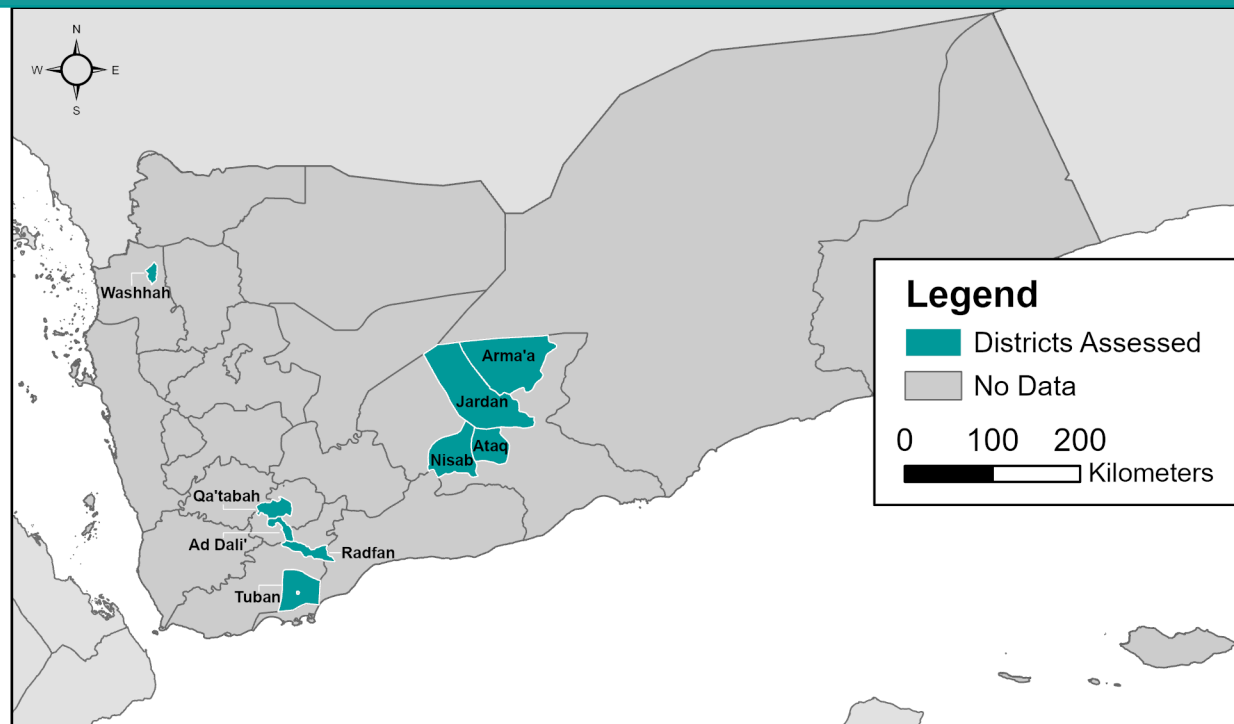 N
W E
S
Washhah
Arma'a
Jardan
Ataq
Nisab
Qa'tabah
Ad Dali'
Radfan
Tuban
Legend
Districts Assessed
No Data
0 100 200
Kilometers